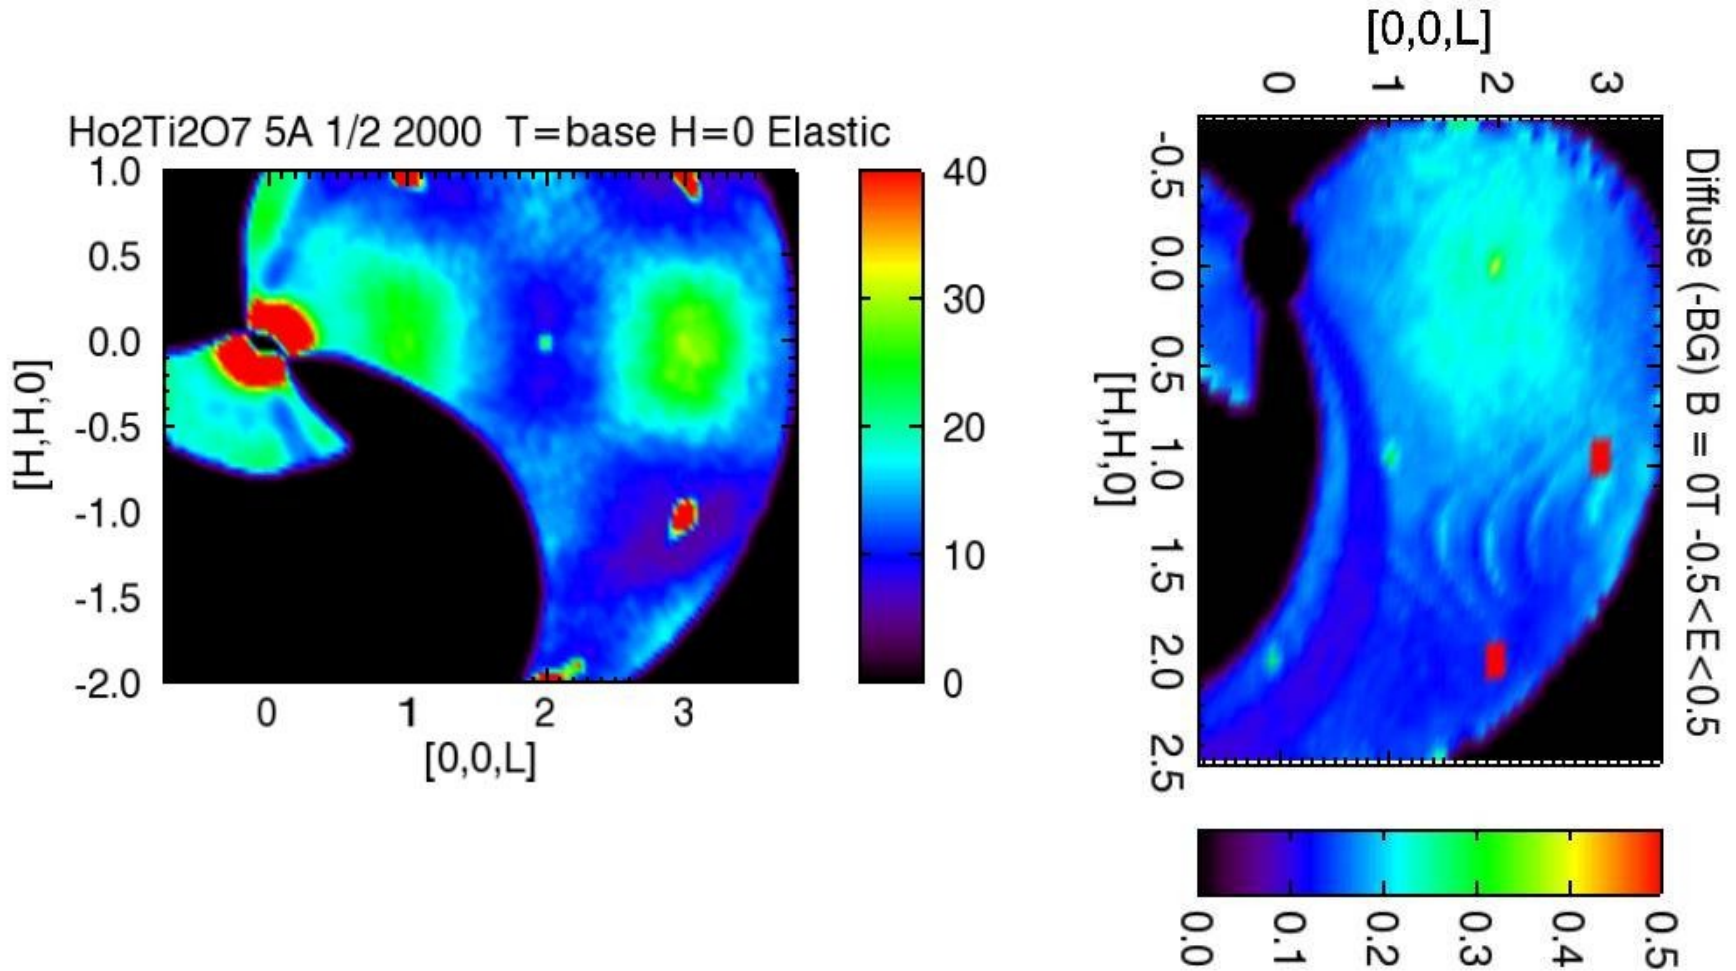 Ho2Ti2O7 5A 1/2 2000 T=base H=0 Elastic
1.0
0.5
0.0
-0.5
-1.0
-1.5
-2.0
[H,H,0]
0 1 2 3
[0,0,L]
40
30
20
10
0
[0,0,L]
0 1 2 3
-0.5
0.0
0.5
1.0
1.5
2.0
2.5
[H,H,0]
Diffuse (-BG) B = 0T -0.5<E<0.5
0.0 0.1 0.2 0.3 0.4 0.5